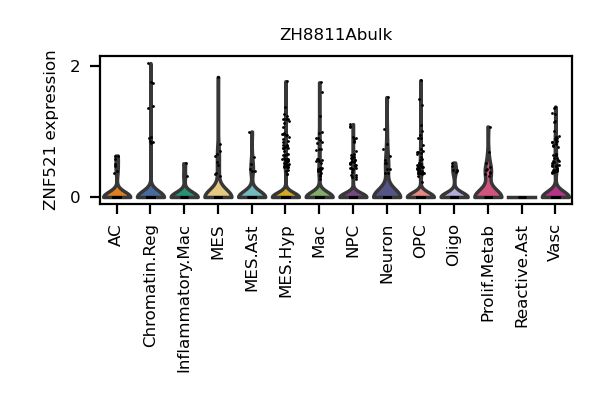 ZH8811Abulk
ZNF521 expression
2
0
AC
Chromatin.Reg
Inflammatory.Mac
MES
MES.Ast
MES.Hyp
Mac
NPC
Neuron
OPC
Oligo
Prolif.Metab
Reactive.Ast
Vasc